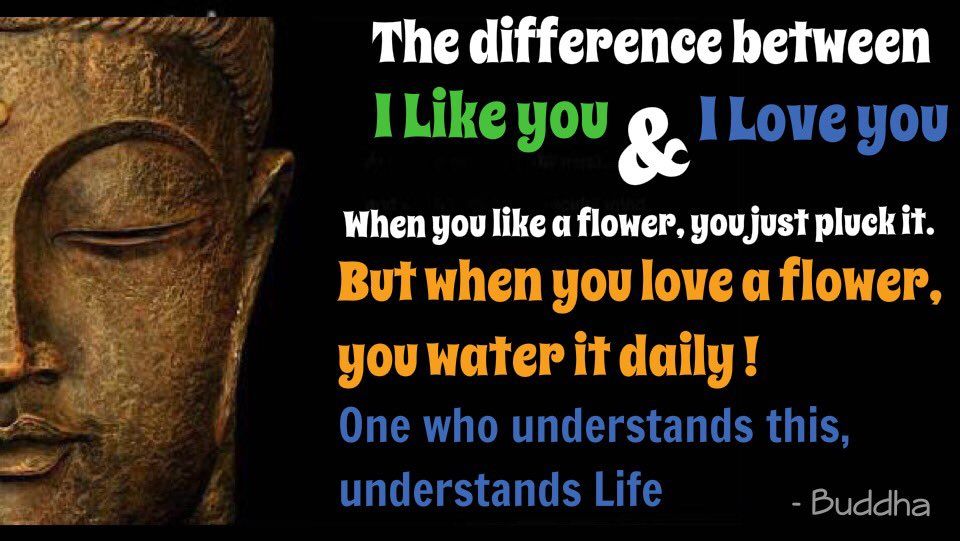 The difference between
I Like you & I Love you
When you like a flower, you just pluck it.
But when you love a flower,
you water it daily !
One who understands this,
understands Life
- Buddha